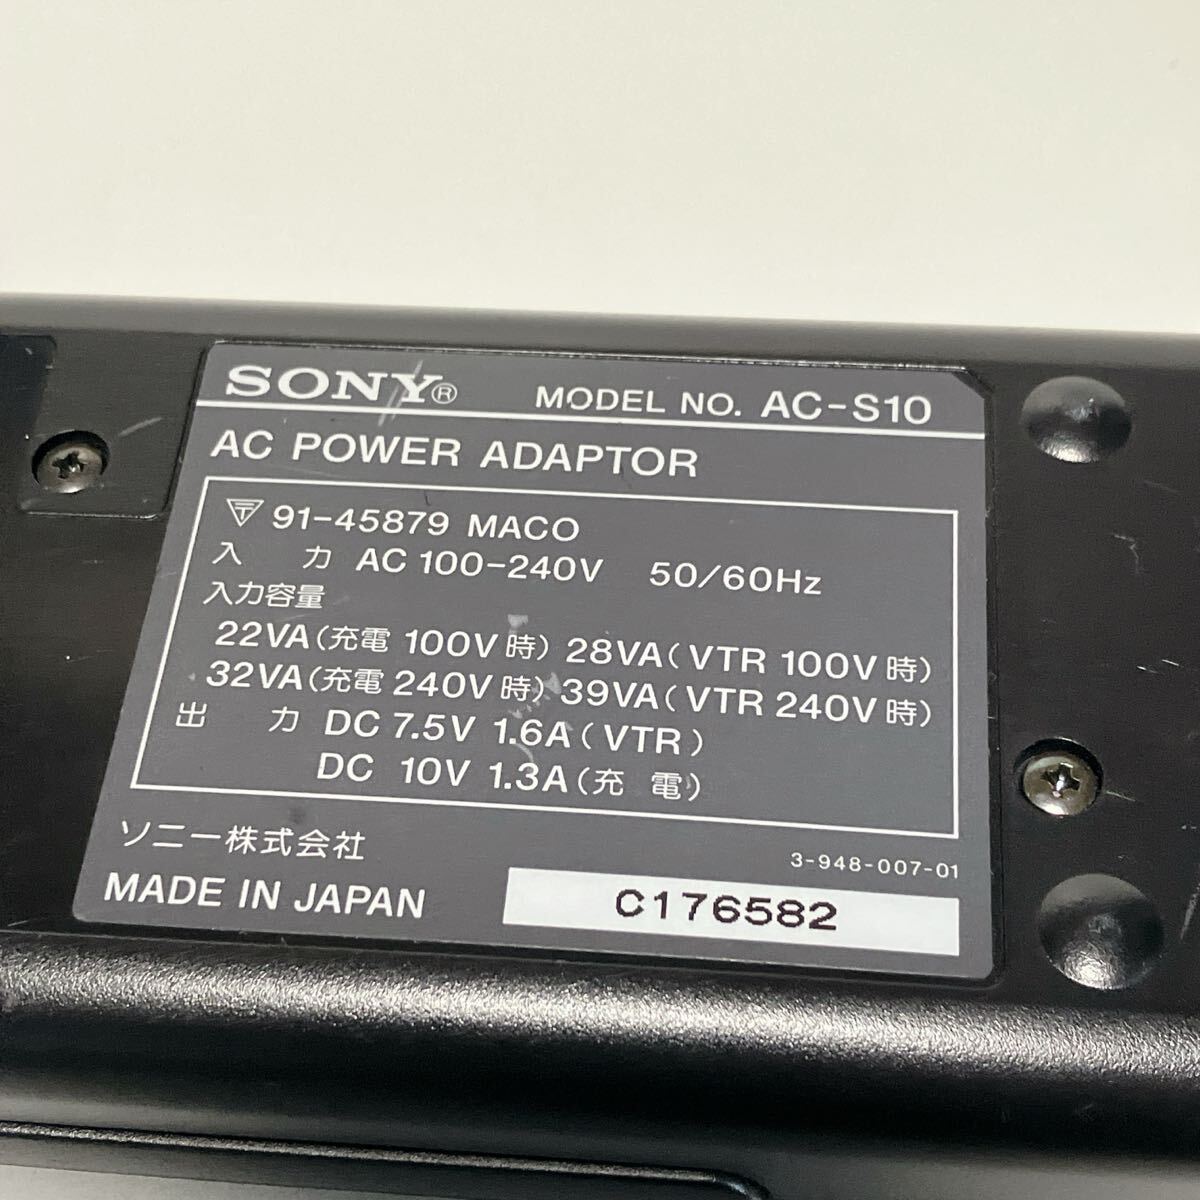 SONY® MODEL NO. AC-S10
AC POWER ADAPTOR
〒 91-45879 MACO
入 力 AC 100-240V 50/60Hz
入力容量
22VA(充電 100V 時) 28VA(VTR 100V 時)
32VA(充電 240V 時) 39VA(VTR 240V 時)
出 力 DC 7.5V 1.6A(VTR)
DC 10V 1.3A(充 電)
ソニー株式会社
3-948-007-01
MADE IN JAPAN
C176582